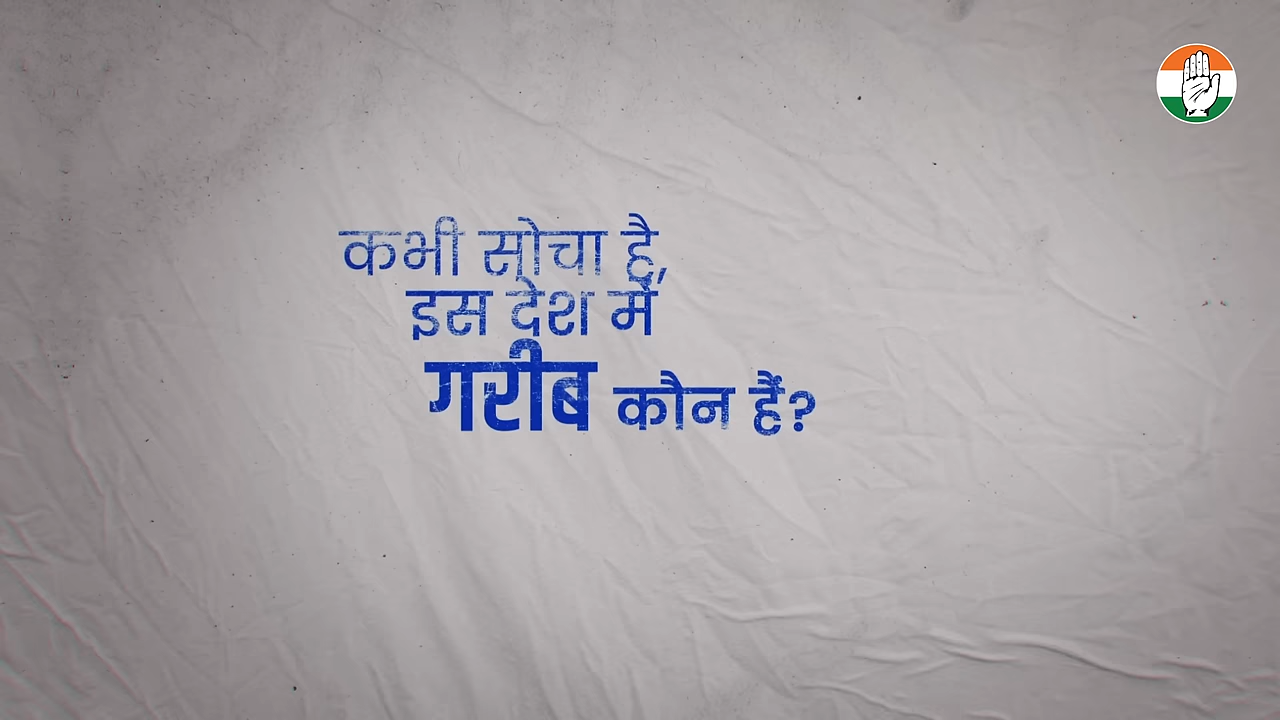 कभी सोचा है,
इस देश में
गरीब कौन हैं?